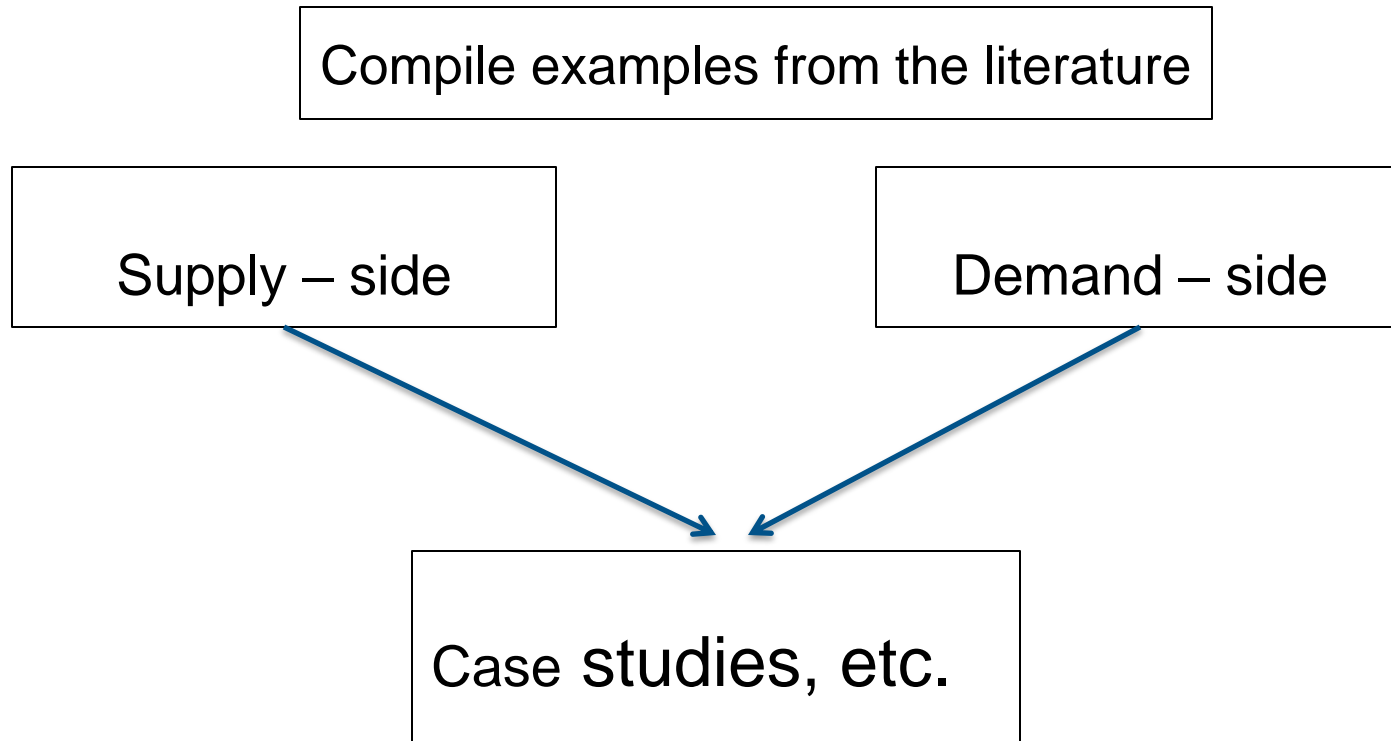 Compile examples from the literature
Supply – side
Demand – side
Case studies, etc.